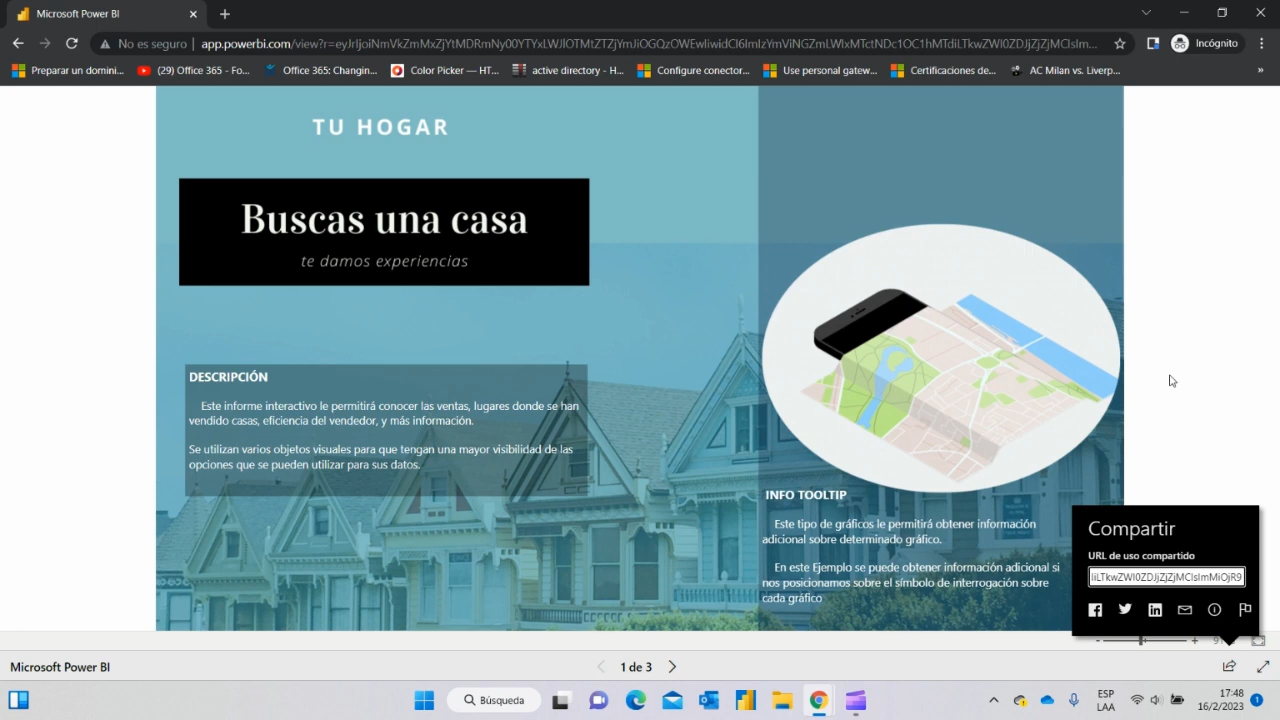 Microsoft Power BI
No es seguro
Incógnito
Preparar un domini...
(29) Office 365 - Fo...
Office 365: Changin...
Color Picker — HT...
active directory - H...
Configure conector...
Use personal gatew...
Certificaciones de...
AC Milan vs. Liverp...
»
TU HOGAR
Buscas una casa
te damos experiencias
DESCRIPCIÓN
Este informe interactivo le permitirá conocer las ventas, lugares donde se han
vendido casas, eficiencia del vendedor, y más información.
Se utilizan varios objetos visuales para que tengan una mayor visibilidad de las
opciones que se pueden utilizar para sus datos.
INFO TOOLTIP
Este tipo de gráficos le permitirá obtener información
adicional sobre determinado gráfico.
En este Ejemplo se puede obtener información adicional si
nos posicionamos sobre el símbolo de interrogación sobre
cada gráfico
Compartir
URL de uso compartido
Microsoft Power BI
1 de 3
Búsqueda
ESP
LAA
17:48
16/2/2023
1